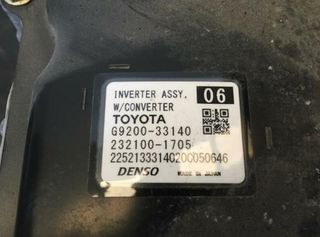 INVERTER ASSY. 06
W/CONVERTER
TOYOTA
G9200-33140
232100-1705
2252133314020C050646
DENSO MADE IN JAPAN